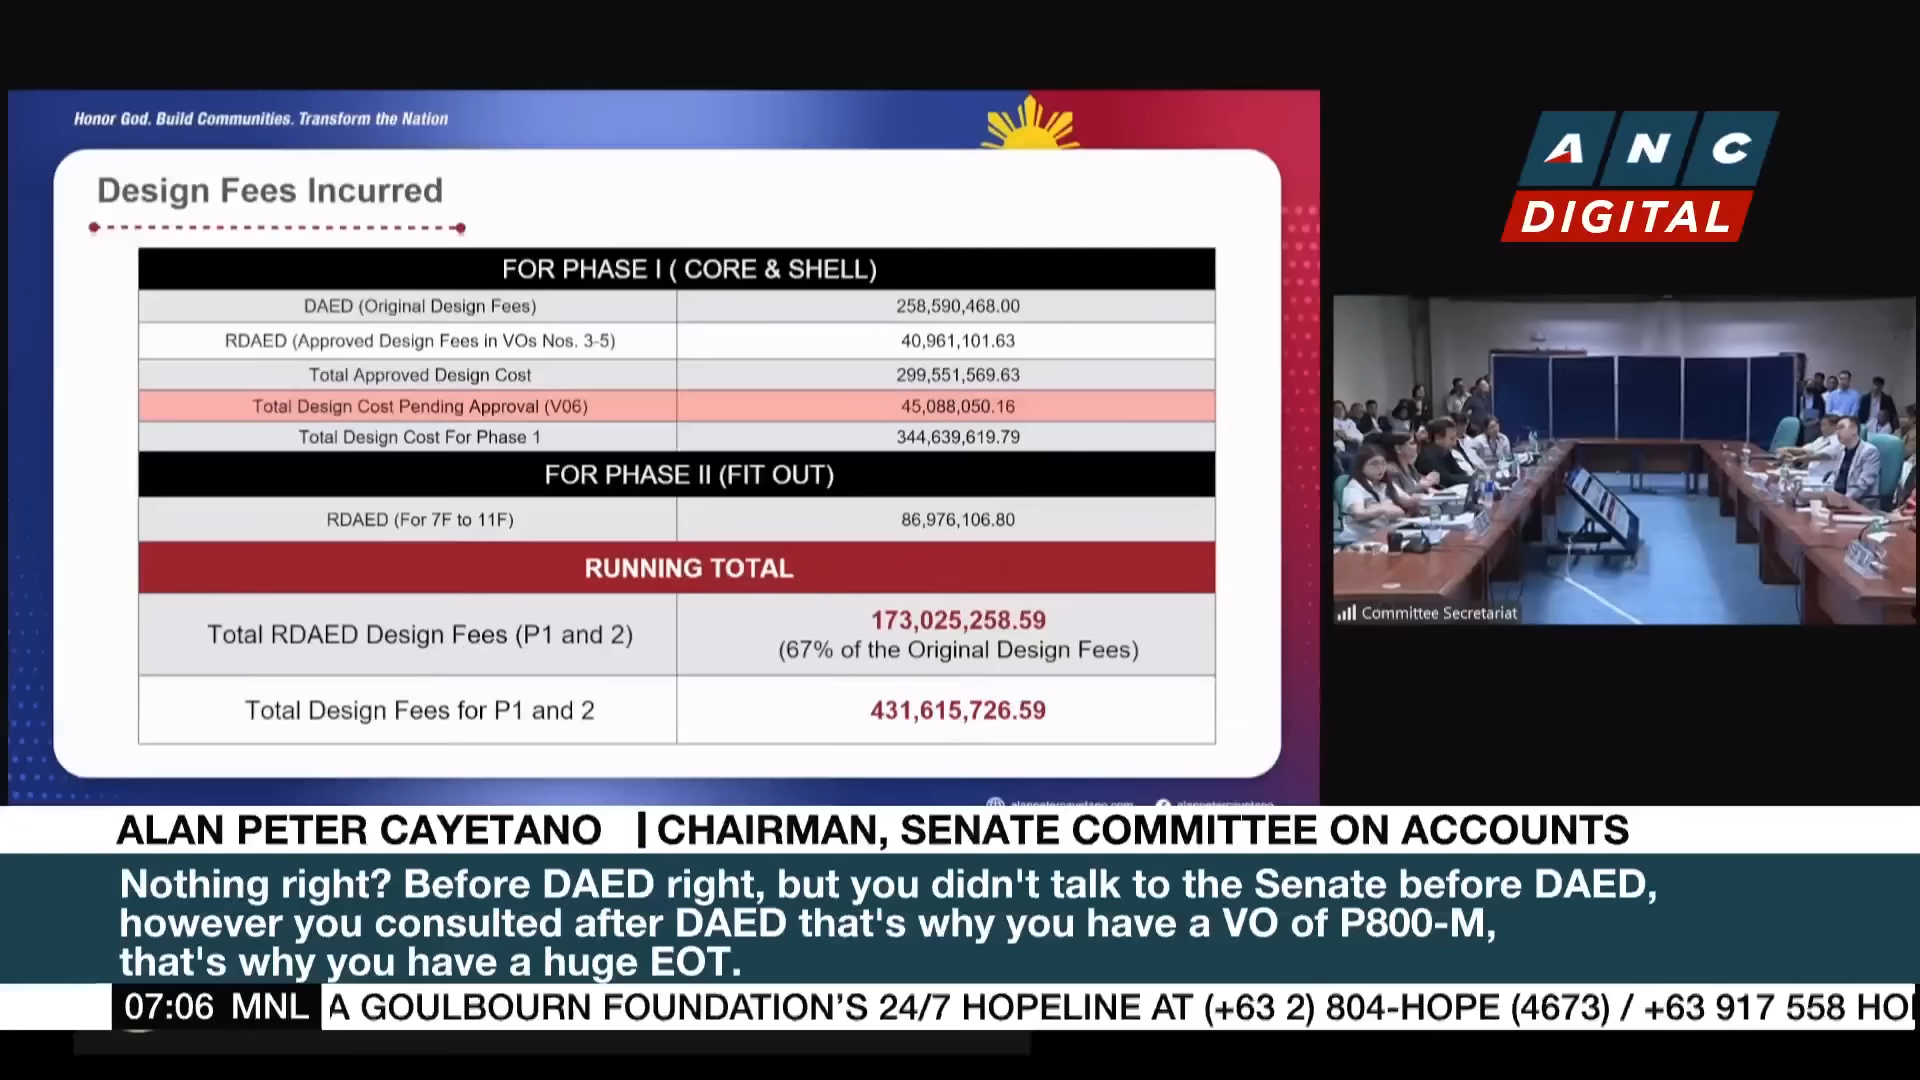 Honor God. Build Communities. Transform the Nation
Design Fees Incurred
FOR PHASE I ( CORE & SHELL)
DAED (Original Design Fees) 258,590,468.00
RDAED (Approved Design Fees in VOs Nos. 3-5) 40,961,101.63
Total Approved Design Cost 299,551,569.63
Total Design Cost Pending Approval (V06) 45,088,050.16
Total Design Cost For Phase 1 344,639,619.79
FOR PHASE II (FIT OUT)
RDAED (For 7F to 11F) 86,976,106.80
RUNNING TOTAL
Total RDAED Design Fees (P1 and 2) 173,025,258.59
(67% of the Original Design Fees)
Total Design Fees for P1 and 2 431,615,726.59
ANC
DIGITAL
Committee Secretariat
ALAN PETER CAYETANO | CHAIRMAN, SENATE COMMITTEE ON ACCOUNTS
Nothing right? Before DAED right, but you didn't talk to the Senate before DAED,
however you consulted after DAED that's why you have a VO of P800-M,
that's why you have a huge EOT.
07:06 MNL A GOULBOURN FOUNDATION'S 24/7 HOPELINE AT (+63 2) 804-HOPE (4673) / +63 917 558 HO